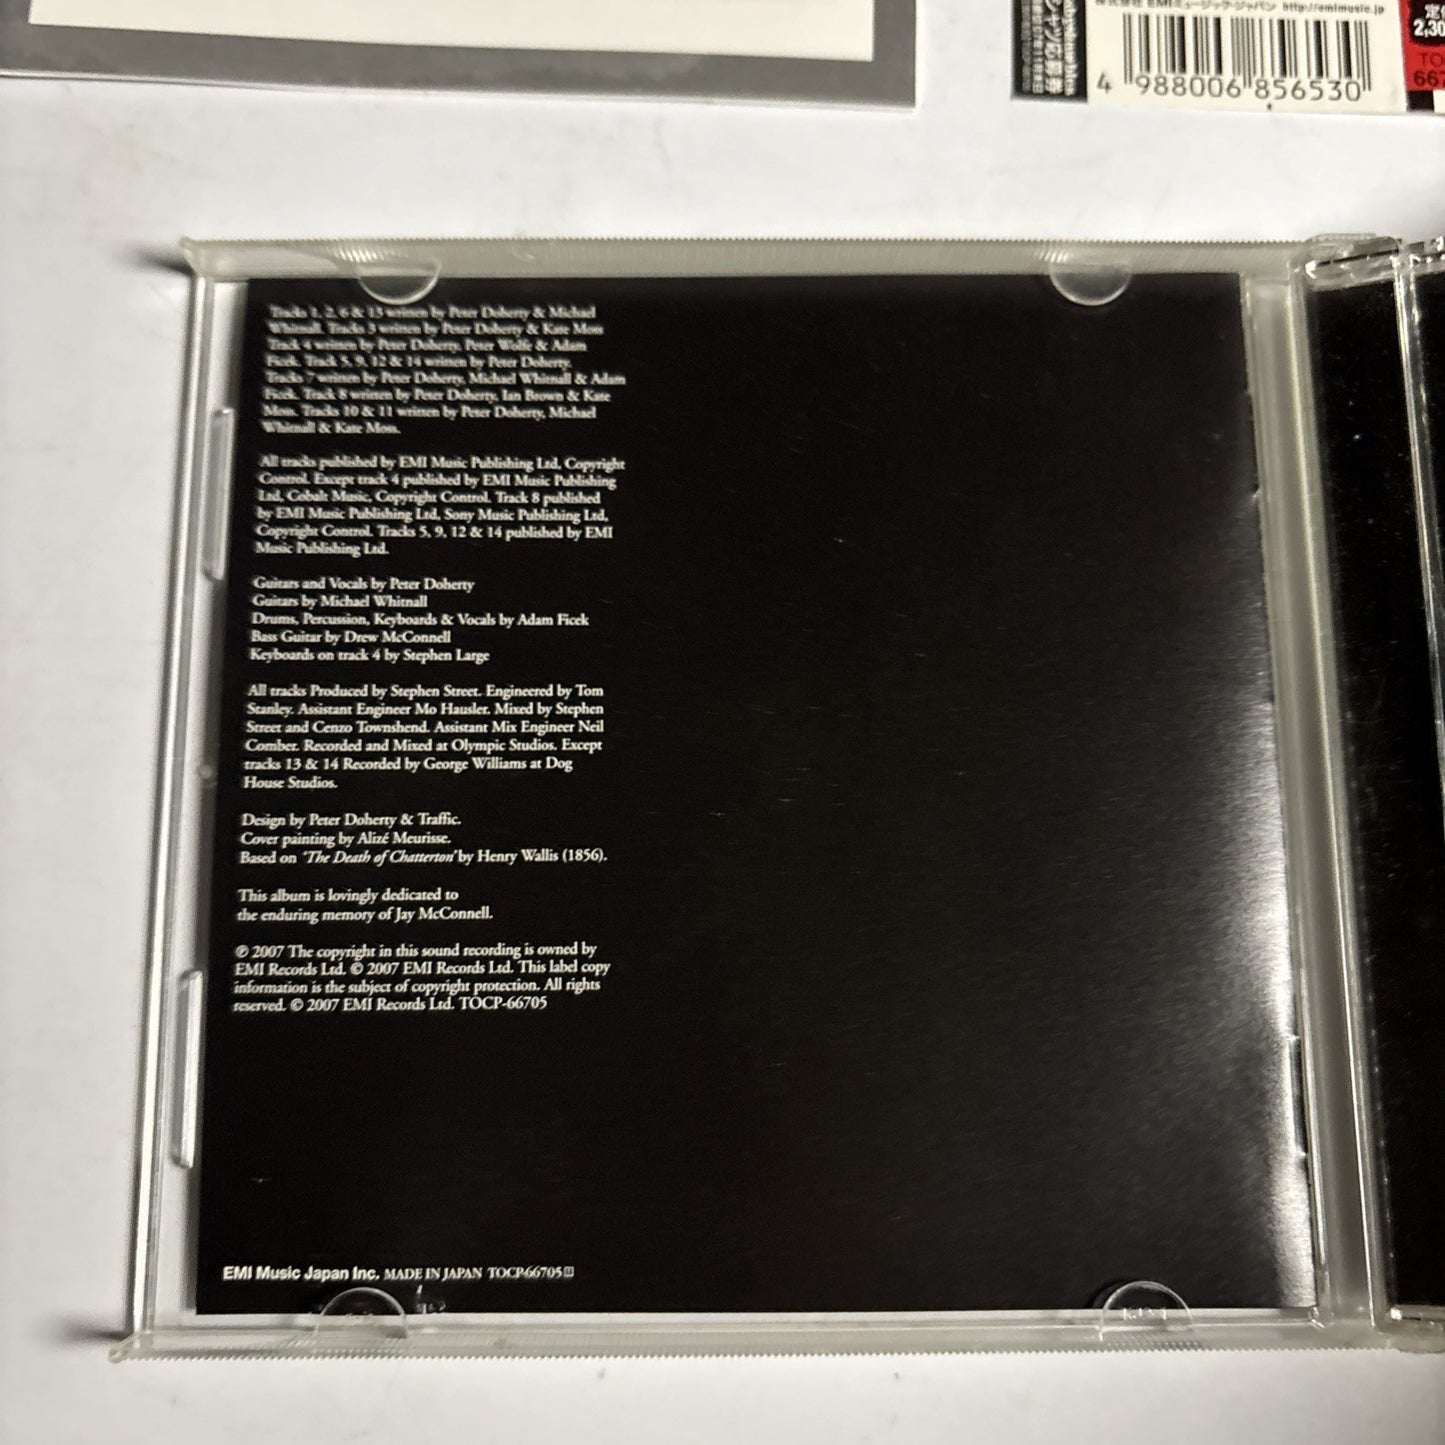 http://emimusic.jp
4 988006 856530
Tracks 1, 2, 6 & 13 written by Peter Doherty & Michael
Whitnall. Tracks 3 written by Peter Doherty & Kate Moss
Track 4 written by Peter Doherty, Peter Wolfe & Adam
Ficek. Track 5, 9, 12 & 14 written by Peter Doherty.
Tracks 7 written by Peter Doherty, Michael Whitnall & Adam
Ficek. Track 8 written by Peter Doherty, Ian Brown & Kate
Moss. Tracks 10 & 11 written by Peter Doherty, Michael
Whitnall & Kate Moss.
All tracks published by EMI Music Publishing Ltd, Copyright
Control. Except track 4 published by EMI Music Publishing
Ltd, Cobalt Music, Copyright Control. Track 8 published
by EMI Music Publishing Ltd, Sony Music Publishing Ltd,
Copyright Control. Tracks 5, 9, 12 & 14 published by EMI
Music Publishing Ltd.
Guitars and Vocals by Peter Doherty
Guitars by Michael Whitnall
Drums, Percussion, Keyboards & Vocals by Adam Ficek
Bass Guitar by Drew McConnell
Keyboards on track 4 by Stephen Large
All tracks Produced by Stephen Street. Engineered by Tom
Stanley. Assistant Engineer Mo Hausler. Mixed by Stephen
Street and Cenzo Townshend. Assistant Mix Engineer Neil
Comber. Recorded and Mixed at Olympic Studios. Except
tracks 13 & 14 Recorded by George Williams at Dog
House Studios.
Design by Peter Doherty & Traffic.
Cover painting by Alizé Meurisse.
Based on 'The Death of Chatterton' by Henry Wallis (1856).
This album is lovingly dedicated to
the enduring memory of Jay McConnell.
℗ 2007 The copyright in this sound recording is owned by
EMI Records Ltd. © 2007 EMI Records Ltd. This label copy
information is the subject of copyright protection. All rights
reserved. © 2007 EMI Records Ltd. TOCP-66705
EMI Music Japan Inc. MADE IN JAPAN TOCP-66705